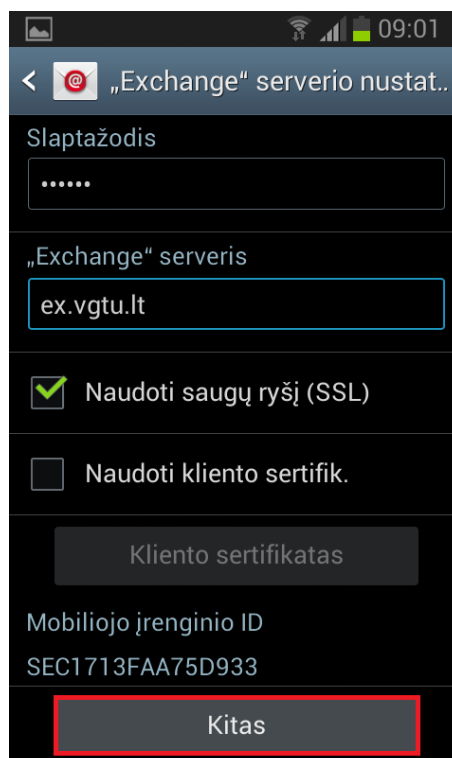 09:01
„Exchange“ serverio nustat..
Slaptažodis
••••••
„Exchange“ serveris
ex.vgtu.lt
Naudoti saugų ryšį (SSL)
Naudoti kliento sertifik.
Kliento sertifikatas
Mobiliojo įrenginio ID
SEC1713FAA75D933
Kitas